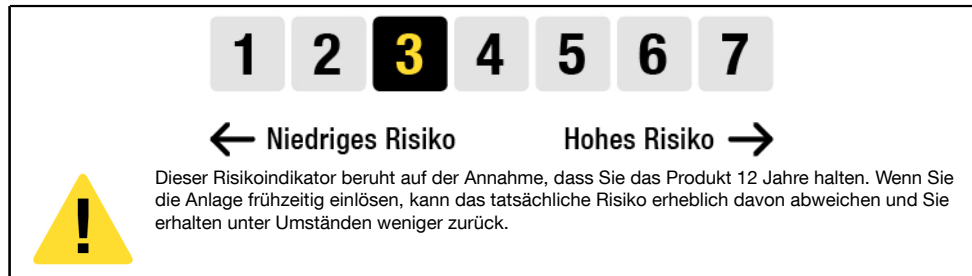 1 2 3 4 5 6 7
← Niedriges Risiko Hohes Risiko →
Dieser Risikoindikator beruht auf der Annahme, dass Sie das Produkt 12 Jahre halten. Wenn Sie
die Anlage frühzeitig einlösen, kann das tatsächliche Risiko erheblich davon abweichen und Sie
erhalten unter Umständen weniger zurück.
!